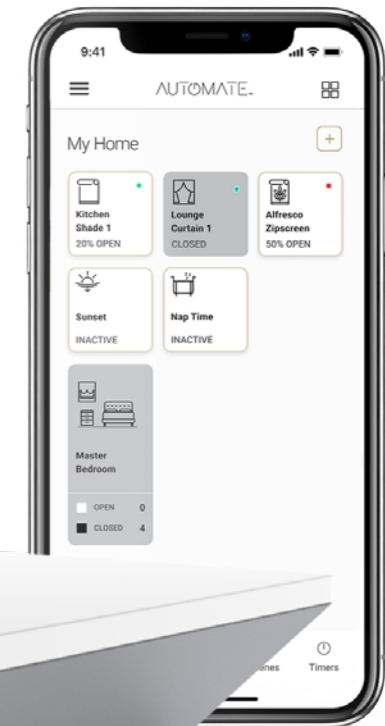 9:41
AUTOMATE
My Home
Kitchen
Shade 1
20% OPEN
Lounge
Curtain 1
CLOSED
Alfresco
Zipscreen
50% OPEN
Sunset
INACTIVE
Nap Time
INACTIVE
Master
Bedroom
OPEN 0
CLOSED 4
Timers